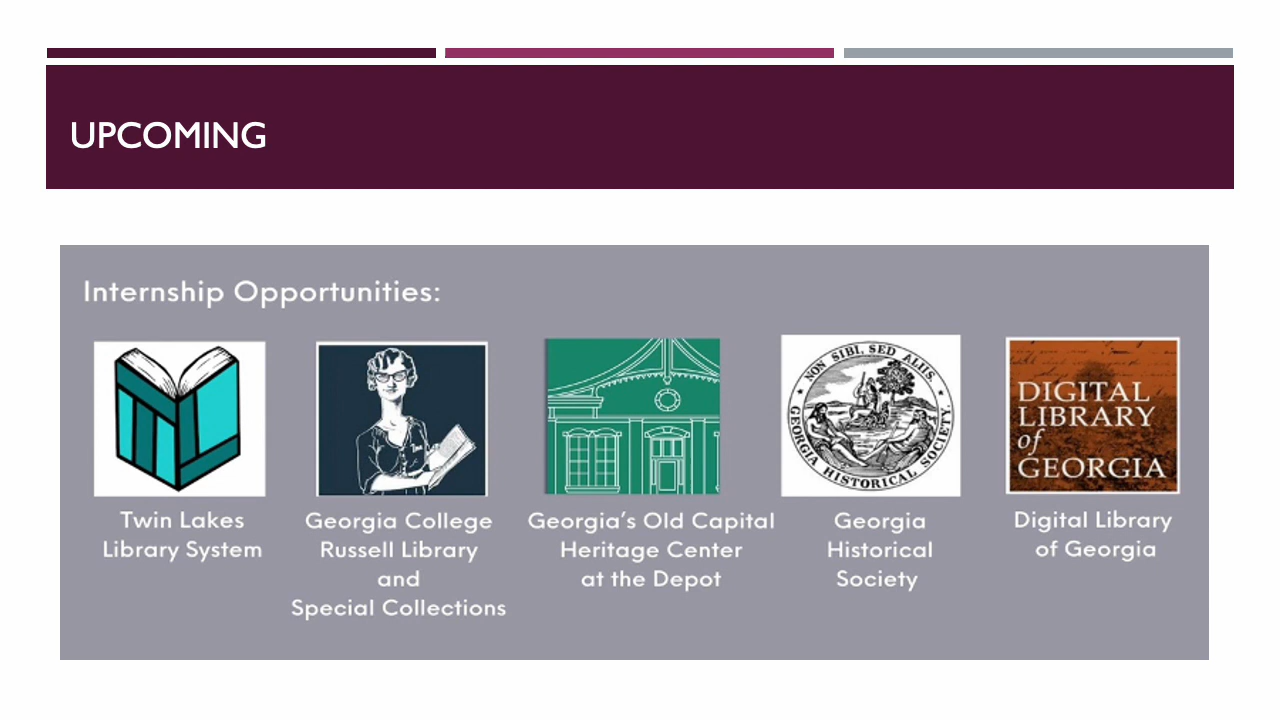 UPCOMING
Internship Opportunities:
NON SIBI, SED ALIIS.
GEORGIA HISTORICAL SOCIETY.
DIGITAL
LIBRARY
of
GEORGIA
Twin Lakes
Library System
Georgia College
Russell Library
and
Special Collections
Georgia's Old Capital
Heritage Center
at the Depot
Georgia
Historical
Society
Digital Library
of Georgia